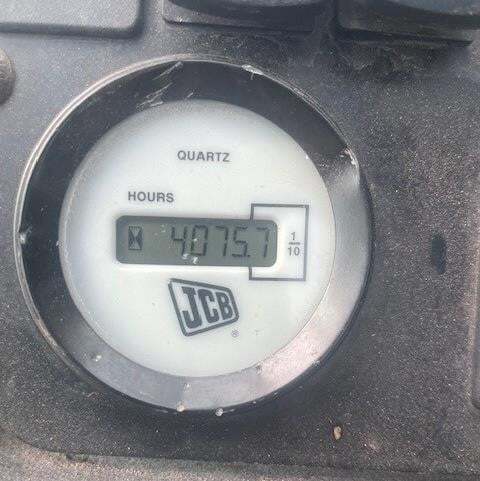 QUARTZ
HOURS
4075.7
1/10
JCB
®